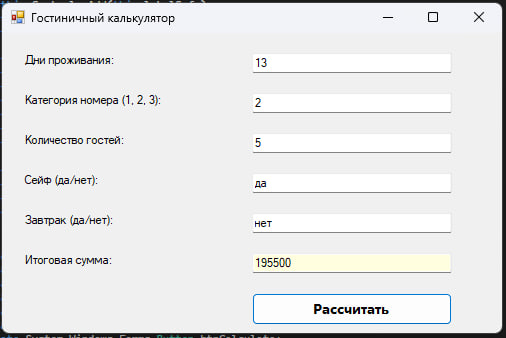 Гостиничный калькулятор
Дни проживания: 13
Категория номера (1, 2, 3): 2
Количество гостей: 5
Сейф (да/нет): да
Завтрак (да/нет): нет
Итоговая сумма: 195500
Рассчитать